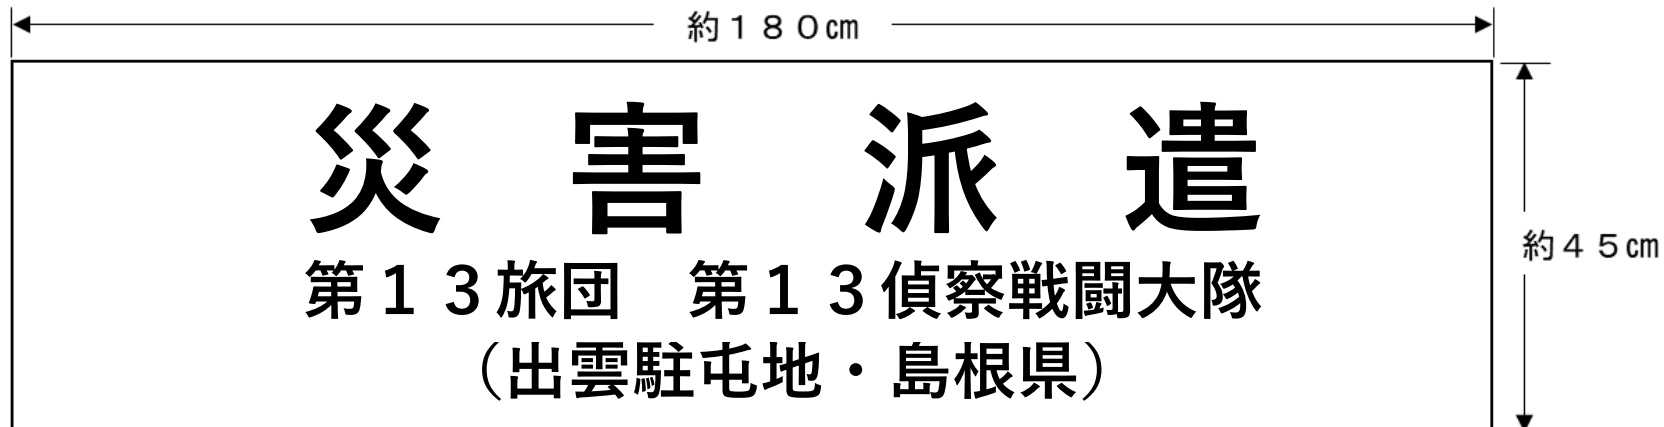 約１８０㎝
災　害　派　遣
約４５㎝
第１３旅団　第１３偵察戦闘大隊
（出雲駐屯地・島根県）